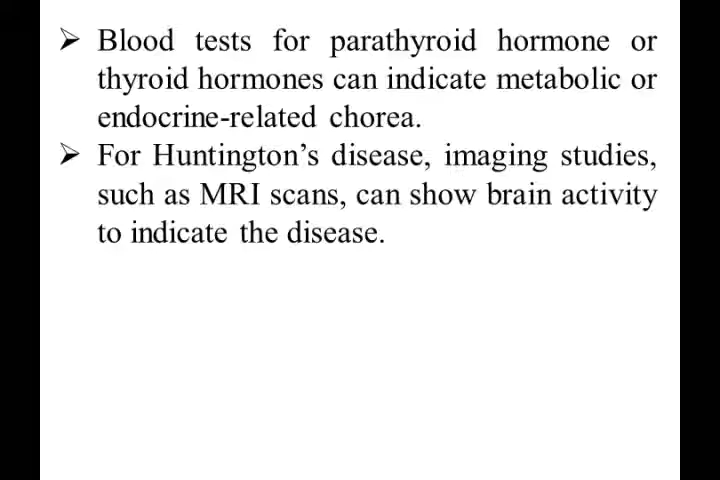 ➢ Blood tests for parathyroid hormone or
thyroid hormones can indicate metabolic or
endocrine-related chorea.
➢ For Huntington’s disease, imaging studies,
such as MRI scans, can show brain activity
to indicate the disease.